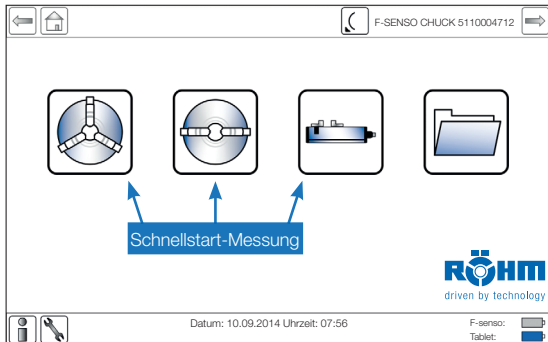 F-SENSO CHUCK 5110004712
Schnellstart-Messung
RÖHM
driven by technology
Datum: 10.09.2014 Uhrzeit: 07:56
F-senso:
Tablet: